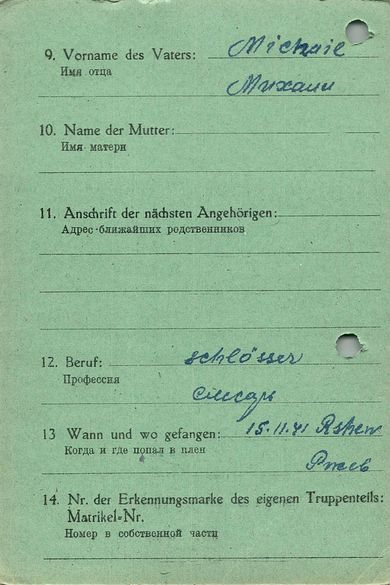 9. Vorname des Vaters: Michail
Имя отца Михаил
10. Name der Mutter:
Имя матери
11. Anschrift der nächsten Angehörigen:
Адрес ближайших родственников
12. Beruf: schlösser
Профессия слесарь
13 Wann und wo gefangen: 15.11.41 Rshew
Когда и где попал в плен Ржев
14. Nr. der Erkennungsmarke des eigenen Truppenteils:
Matrikel-Nr.
Номер в собственной части